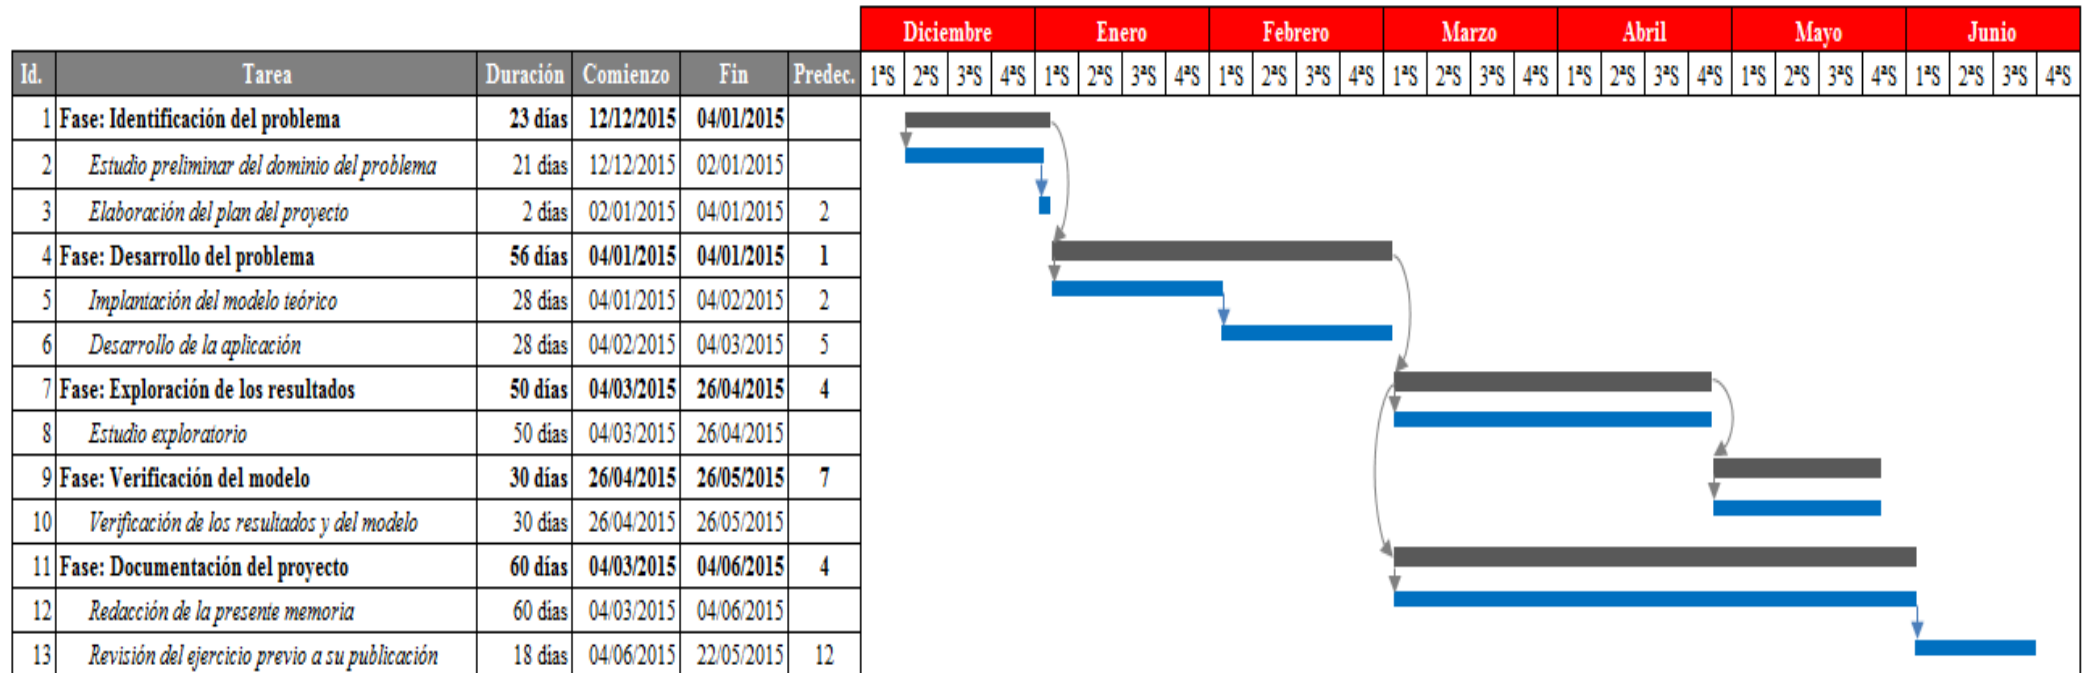 Diciembre Enero Febrero Marzo Abril Mayo Junio
Id. Tarea Duración Comienzo Fin Predec. 1ªS 2ªS 3ªS 4ªS 1ªS 2ªS 3ªS 4ªS 1ªS 2ªS 3ªS 4ªS 1ªS 2ªS 3ªS 4ªS 1ªS 2ªS 3ªS 4ªS 1ªS 2ªS 3ªS 4ªS 1ªS 2ªS 3ªS 4ªS
1 Fase: Identificación del problema 23 días 12/12/2015 04/01/2015
2 Estudio preliminar del dominio del problema 21 días 12/12/2015 02/01/2015
3 Elaboración del plan del proyecto 2 días 02/01/2015 04/01/2015 2
4 Fase: Desarrollo del problema 56 días 04/01/2015 04/01/2015 1
5 Implantación del modelo teórico 28 días 04/01/2015 04/02/2015 2
6 Desarrollo de la aplicación 28 días 04/02/2015 04/03/2015 5
7 Fase: Exploración de los resultados 50 días 04/03/2015 26/04/2015 4
8 Estudio exploratorio 50 días 04/03/2015 26/04/2015
9 Fase: Verificación del modelo 30 días 26/04/2015 26/05/2015 7
10 Verificación de los resultados y del modelo 30 días 26/04/2015 26/05/2015
11 Fase: Documentación del proyecto 60 días 04/03/2015 04/06/2015 4
12 Redacción de la presente memoria 60 días 04/03/2015 04/06/2015
13 Revisión del ejercicio previo a su publicación 18 días 04/06/2015 22/05/2015 12